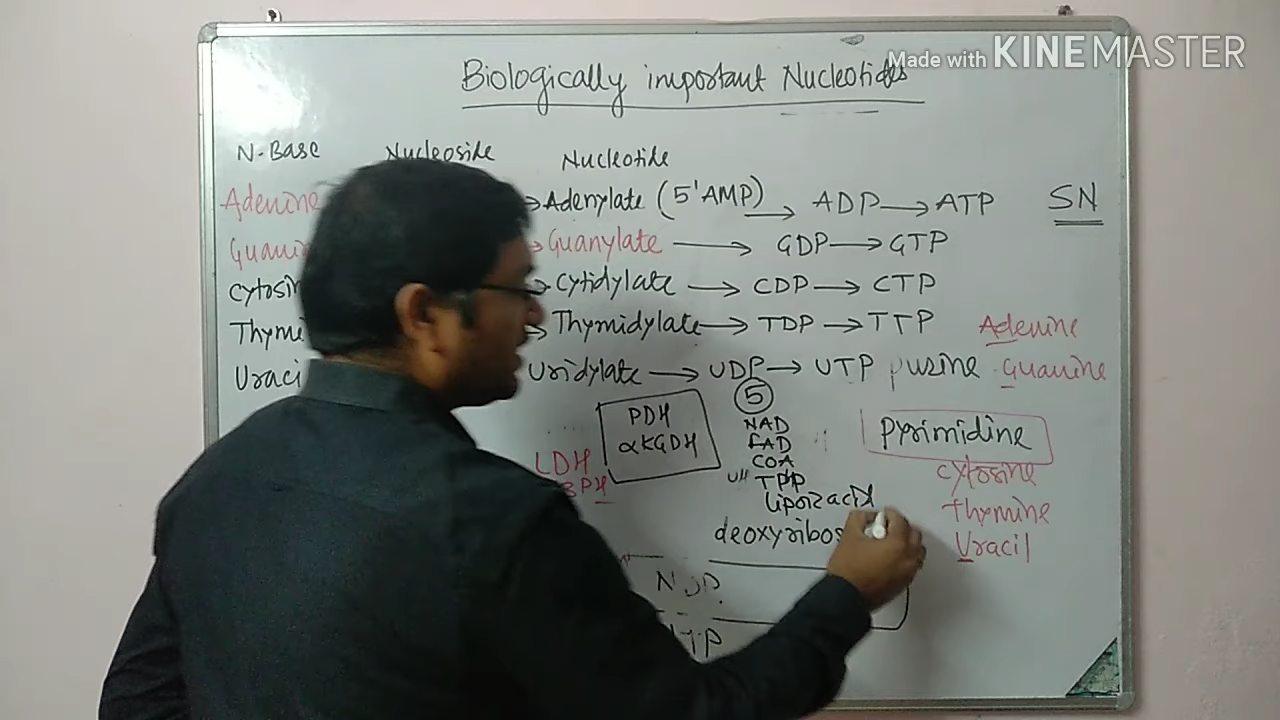 Made with KINEMASTER
Biologically important Nucleotides
N-Base Nucleoside Nucleotide
Adenine Adenylate (5'AMP) → ADP → ATP SN
Guanylate → GDP → GTP
→ Cytidylate → CDP → CTP
→ Thymidylate → TDP → TTP Adenine
Uridylate → UDP → UTP purine Guanine
5
PDH
αKGDH
NAD
FAD
COA
TPP
Lipoic acid
LDH
deoxyribos
Pyrimidine
cytosine
thymine
Uracil